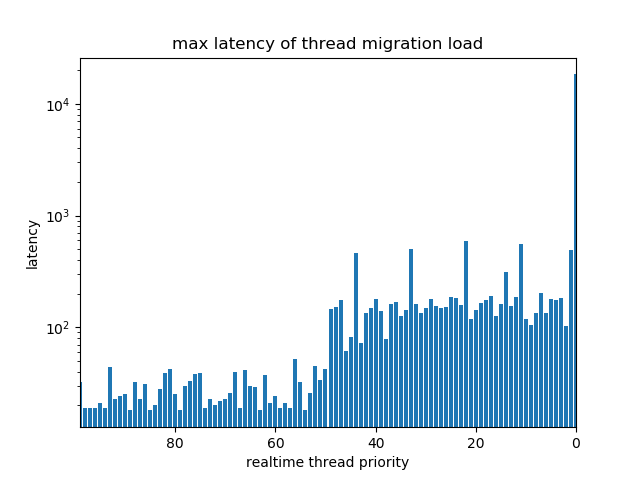 max latency of thread migration load
10⁴
10³
10²
latency
80
60
40
20
0
realtime thread priority